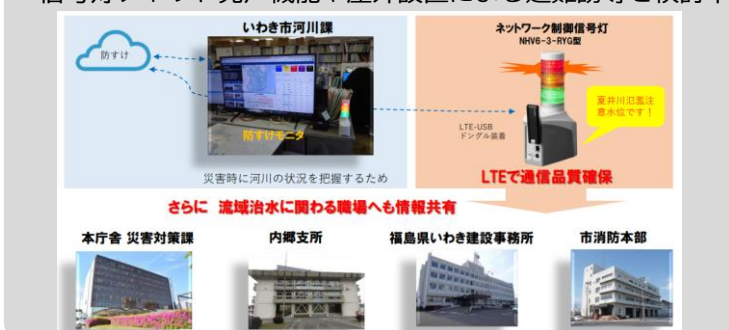 いわき市河川課
ネットワーク制御信号灯
NHV6-3-RYG型
防すけ
夏井川氾濫注
意水位です！
LTE-USB
ドングル装着
防すけモニタ
災害時に河川の状況を把握するため
LTEで通信品質確保
さらに 流域治水に関わる職場へも情報共有
本庁舎 災害対策課
内郷支所
福島県いわき建設事務所
市消防本部